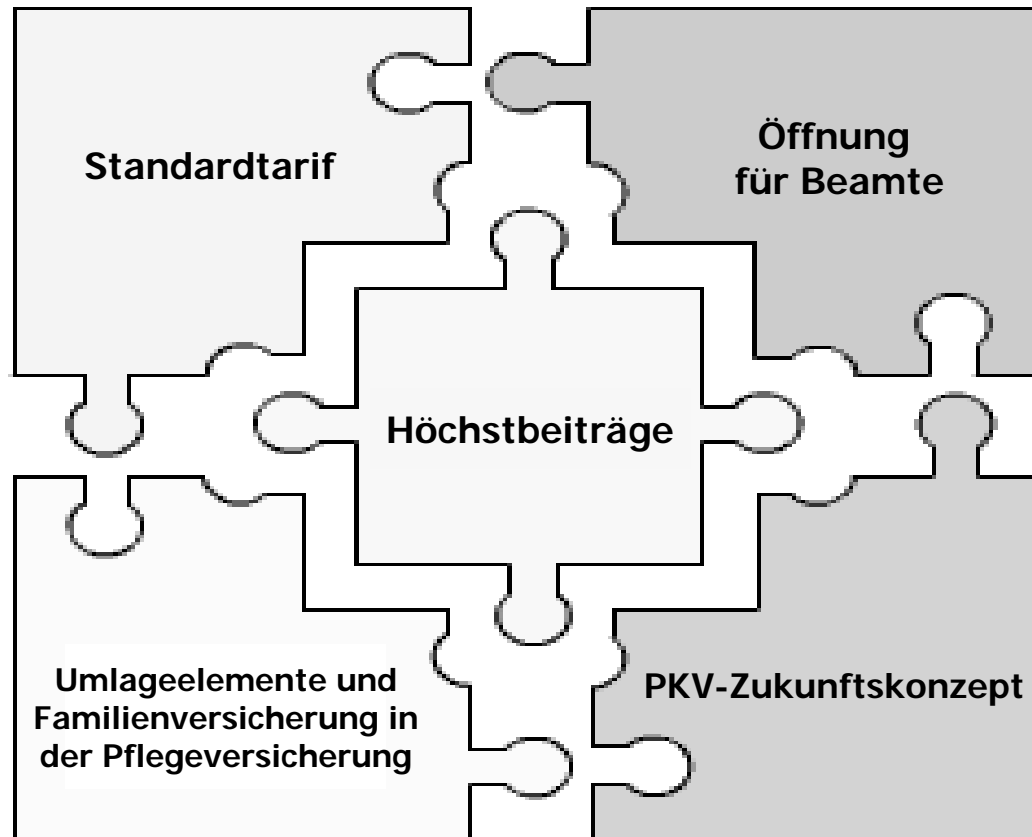 Standardtarif
Öffnung
für Beamte
Höchstbeiträge
Umlageelemente und
Familienversicherung in
der Pflegeversicherung
PKV-Zukunftskonzept